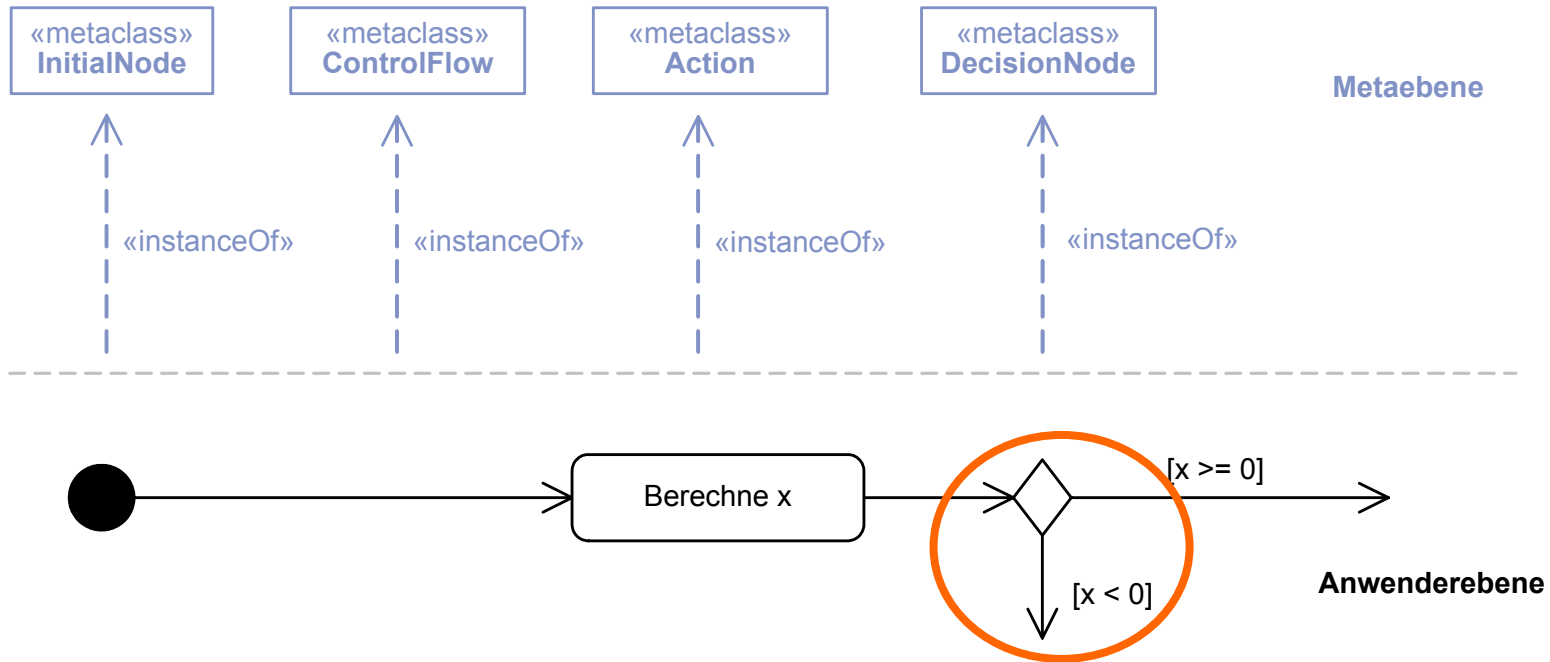 «metaclass»
InitialNode
«metaclass»
ControlFlow
«metaclass»
Action
«metaclass»
DecisionNode
Metaebene
«instanceOf»
«instanceOf»
«instanceOf»
«instanceOf»
Berechne x
[x >= 0]
[x < 0]
Anwenderebene